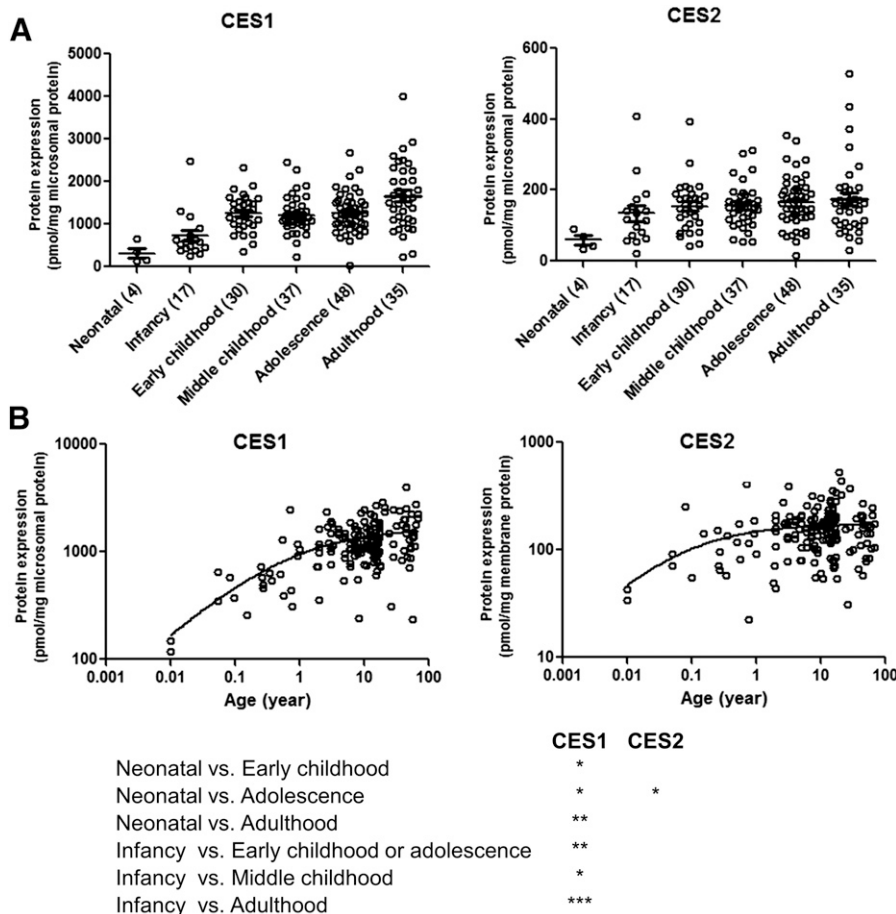 A
CES1
CES2
Protein expression
(pmol/mg microsomal protein)
5000
4000
3000
2000
1000
0
Neonatal (4)
Infancy (17)
Early childhood (30)
Middle childhood (37)
Adolescence (48)
Adulthood (35)
Protein expression
(pmol/mg microsomal protein)
600
400
200
0
Neonatal (4)
Infancy (17)
Early childhood (30)
Middle childhood (37)
Adolescence (48)
Adulthood (35)
B
CES1
Protein expression
(pmol/mg microsomal protein)
10000
1000
100
0.001 0.01 0.1 1 10 100
Age (year)
CES2
Protein expression
(pmol/mg membrane protein)
1000
100
10
0.001 0.01 0.1 1 10 100
Age (year)
CES1 CES2
Neonatal vs. Early childhood *
Neonatal vs. Adolescence * *
Neonatal vs. Adulthood **
Infancy vs. Early childhood or adolescence **
Infancy vs. Middle childhood *
Infancy vs. Adulthood ***